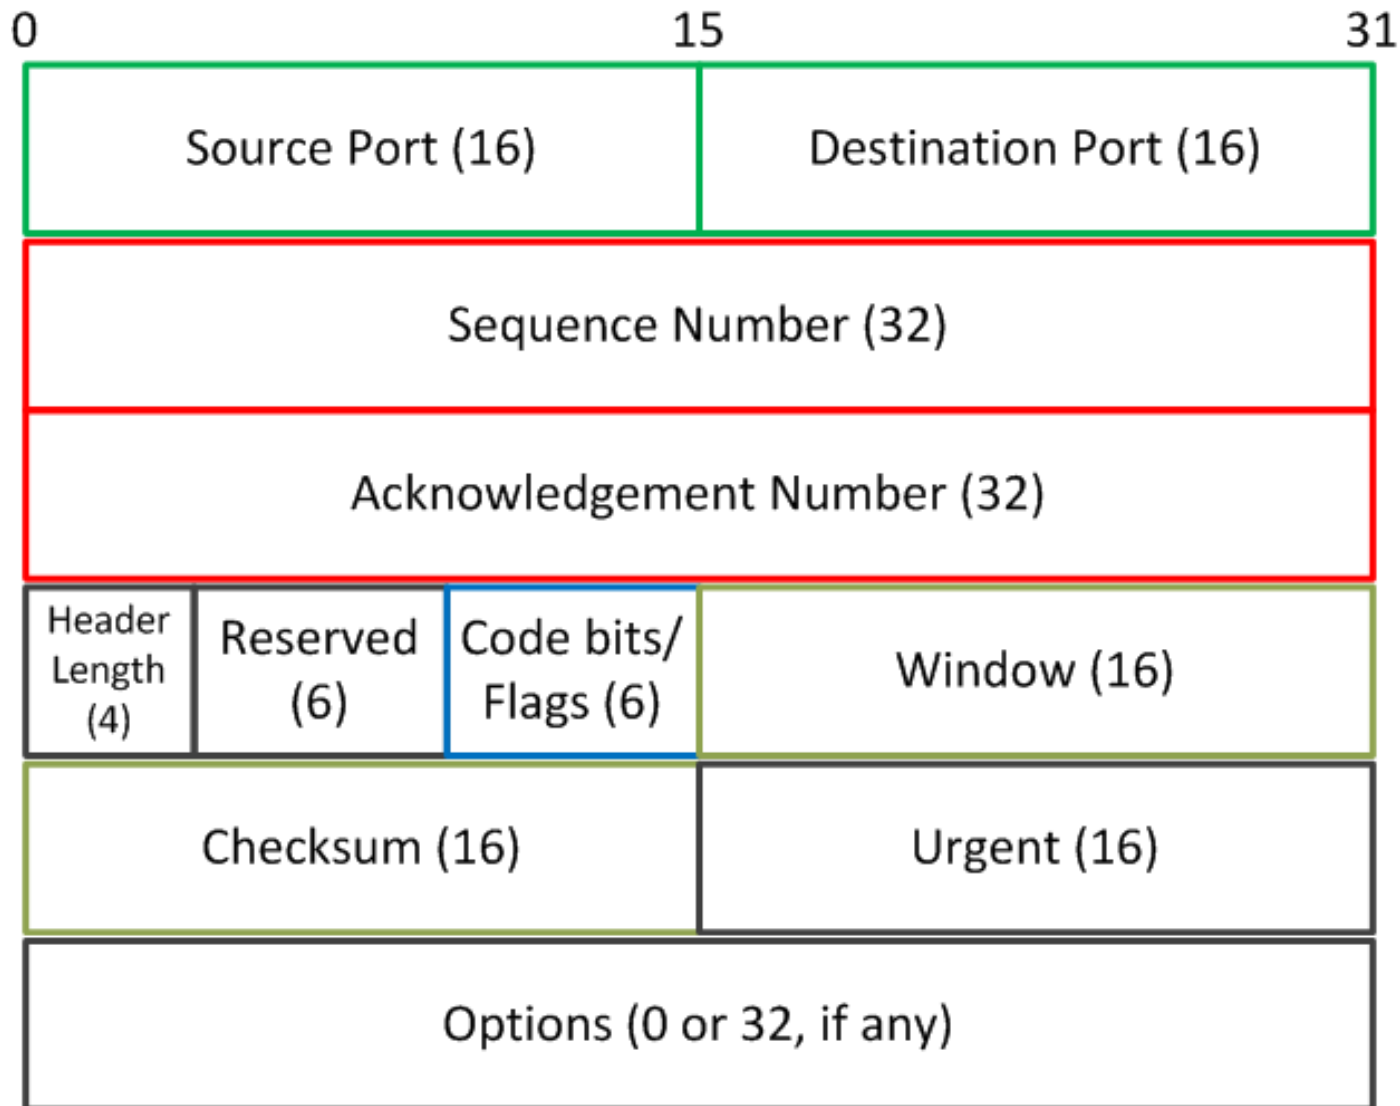 0 15 31
Source Port (16) Destination Port (16)
Sequence Number (32)
Acknowledgement Number (32)
Header
Length
(4)
Reserved
(6)
Code bits/
Flags (6)
Window (16)
Checksum (16) Urgent (16)
Options (0 or 32, if any)